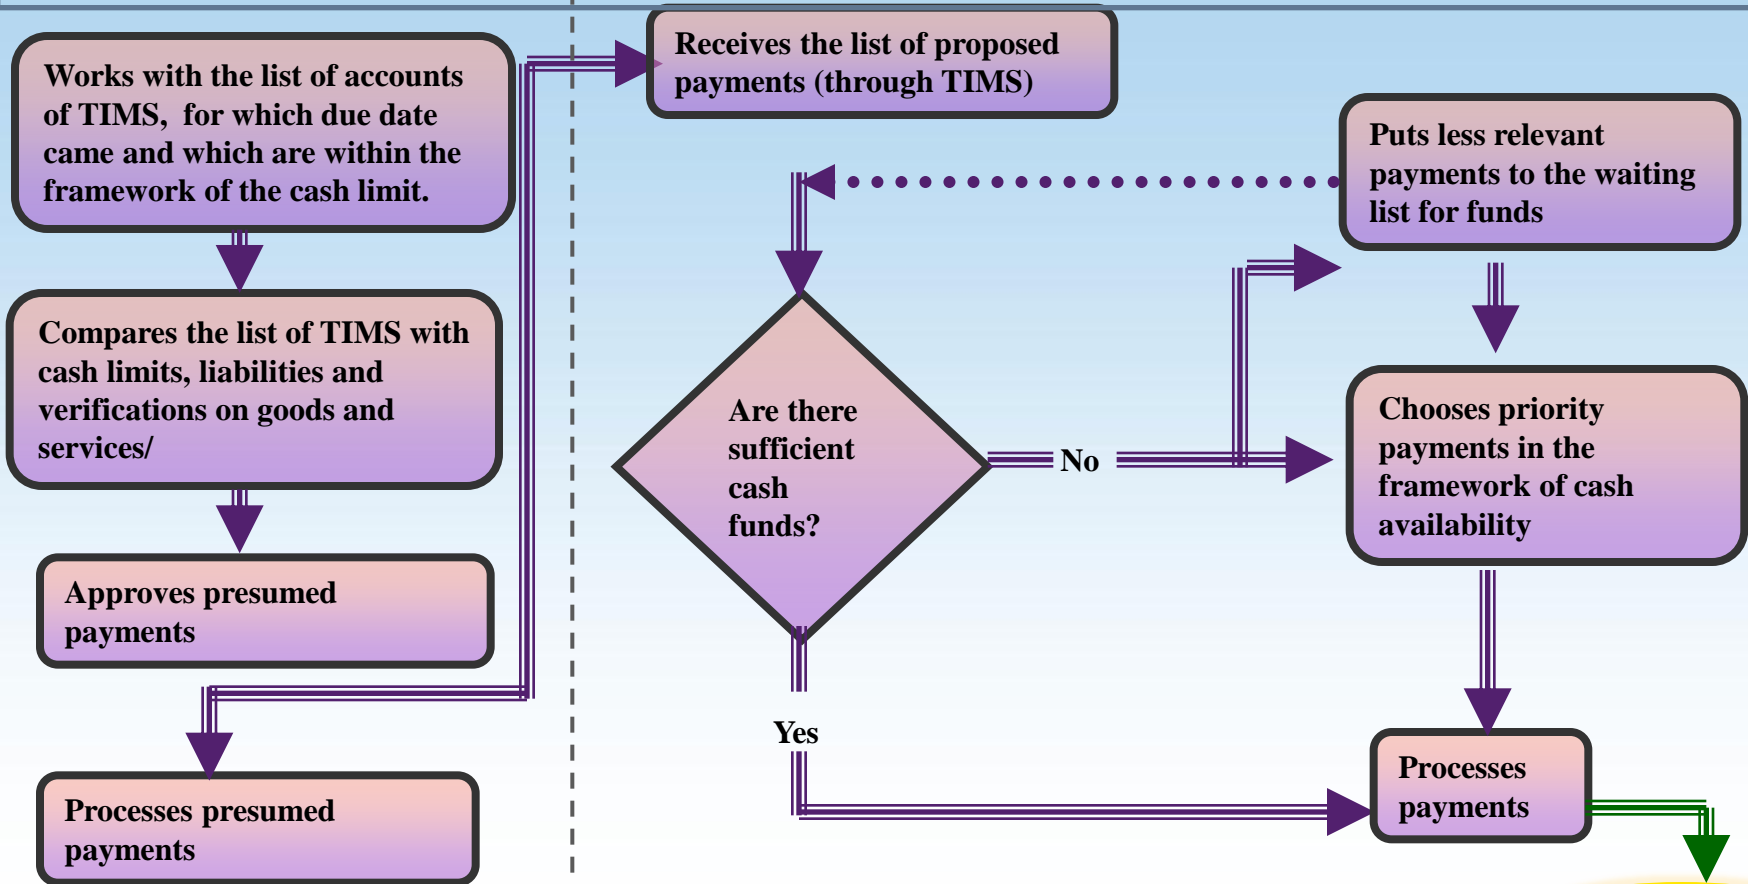 Works with the list of accounts
of TIMS,  for which due date
came and which are within the
framework of the cash limit.
Compares the list of TIMS with
cash limits, liabilities and
verifications on goods and
services/
Approves presumed
payments
Processes presumed
payments
Receives the list of proposed
payments (through TIMS)
Are there
sufficient
cash
funds?
No
Yes
Puts less relevant
payments to the waiting
list for funds
Chooses priority
payments in the
framework of cash
availability
Processes
payments